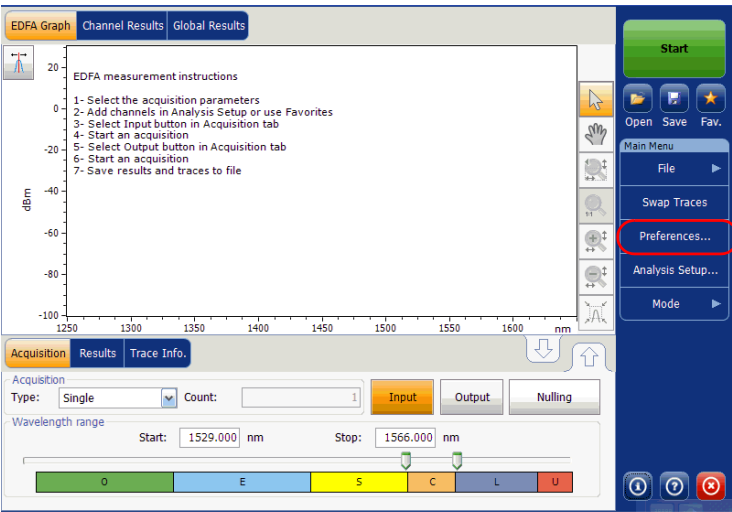 EDFA Graph Channel Results Global Results
EDFA measurement instructions
1- Select the acquisition parameters
2- Add channels in Analysis Setup or use Favorites
3- Select Input button in Acquisition tab
4- Start an acquisition
5- Select Output button in Acquisition tab
6- Start an acquisition
7- Save results and traces to file
dBm
20
0
-20
-40
-60
-80
-100
1250 1300 1350 1400 1450 1500 1550 1600 nm
1:1
Start
Open Save Fav.
Main Menu
File
Swap Traces
Preferences...
Analysis Setup...
Mode
Acquisition Results Trace Info.
Acquisition
Type: Single Count: 1 Input Output Nulling
Wavelength range
Start: 1529.000 nm Stop: 1566.000 nm
O E S C L U